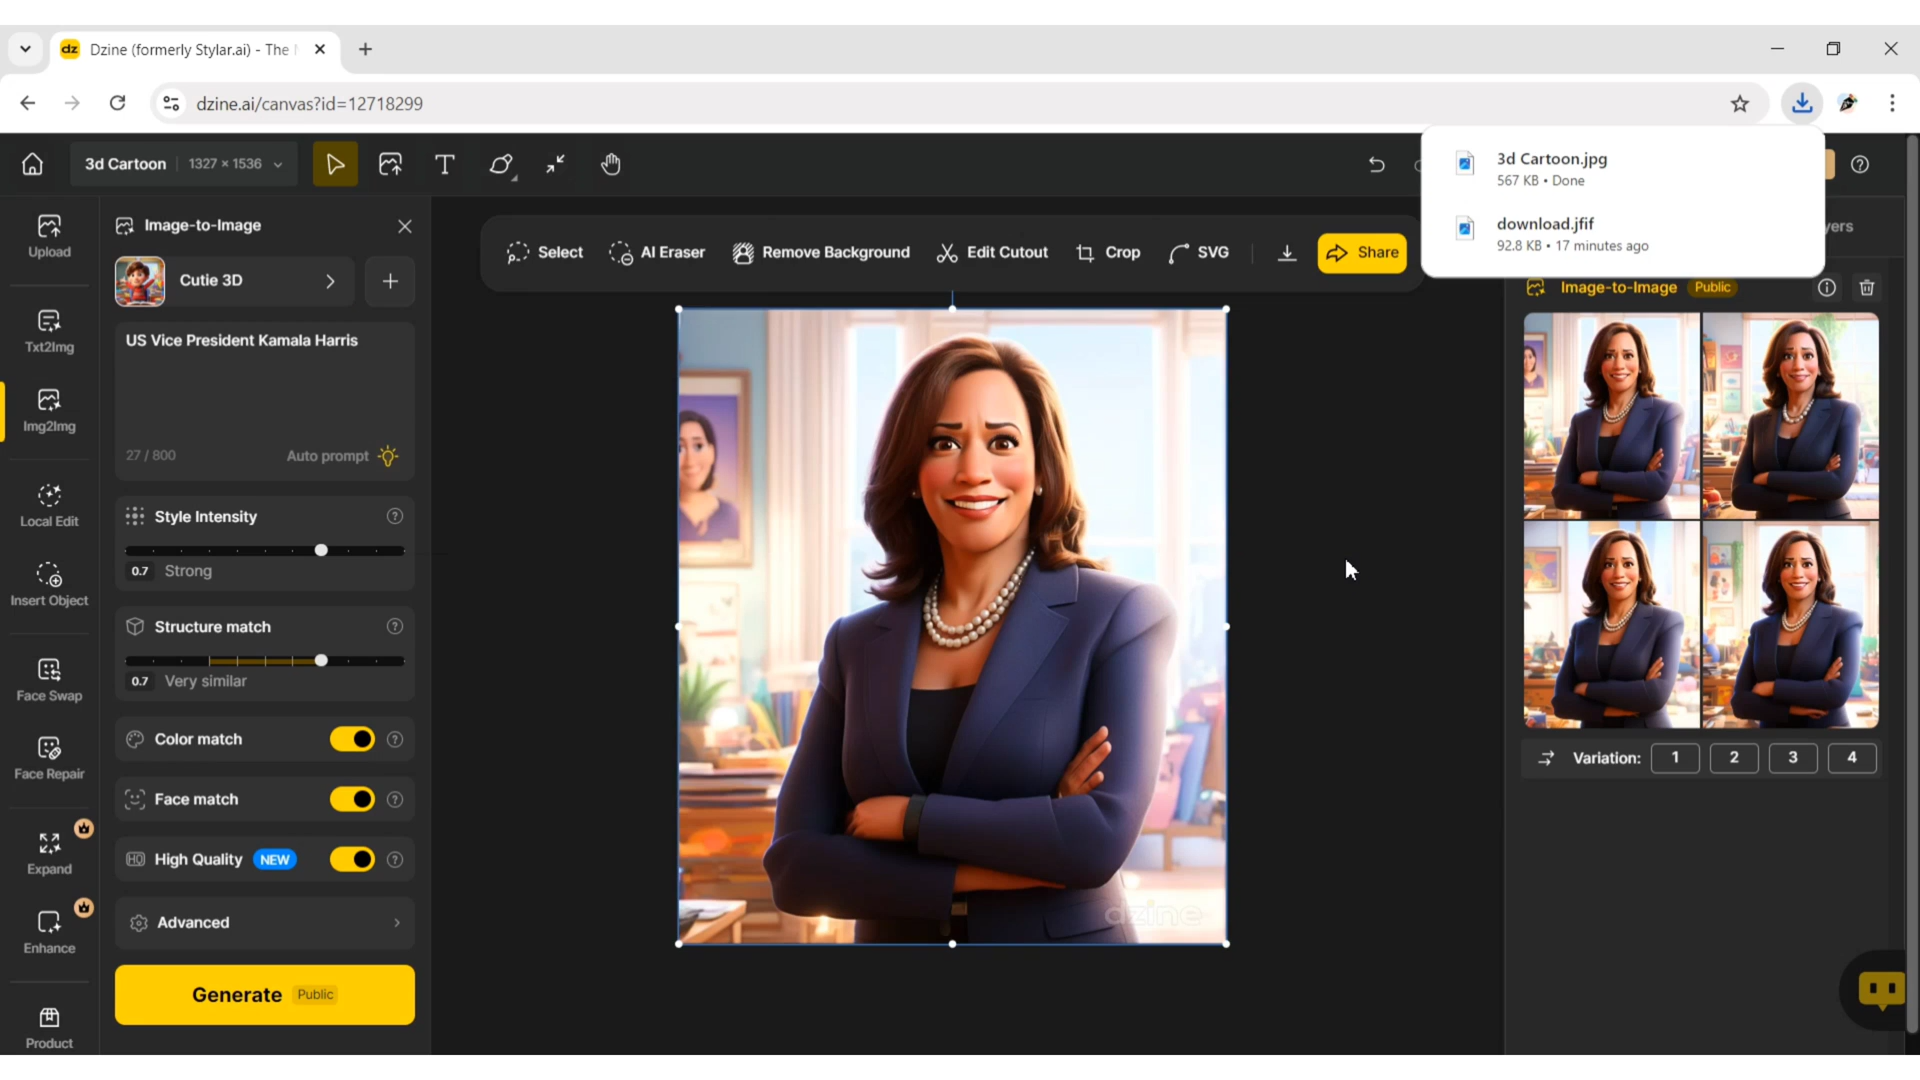 Dzine (formerly Stylar.ai) - The
dzine.ai/canvas?id=12718299
3d Cartoon.jpg
567 KB • Done
download.jfif
92.8 KB • 17 minutes ago
3d Cartoon 1327 × 1536
Upload
Txt2Img
Img2Img
Local Edit
Insert Object
Face Swap
Face Repair
Expand
Enhance
Product
Image-to-Image
Cutie 3D
US Vice President Kamala Harris
27 / 800 Auto prompt
Style Intensity
0.7 Strong
Structure match
0.7 Very similar
Color match
Face match
High Quality NEW
Advanced
Generate Public
Select AI Eraser Remove Background Edit Cutout Crop SVG Share
dzine
Image-to-Image Public
Variation: 1 2 3 4